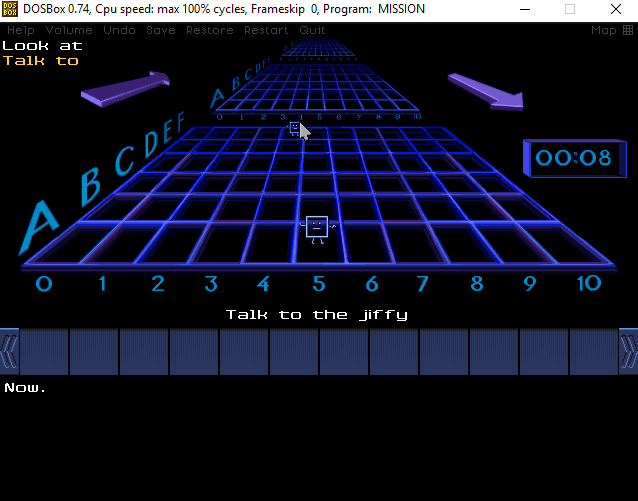 DOSBox 0.74, Cpu speed: max 100% cycles, Frameskip 0, Program: MISSION
Help Volume Undo Save Restore Restart Quit Map
Look at
Talk to
A B C D E F
0 1 2 3 4 5 6 7 8 9 10
A B C D E F
00:08
0 1 2 3 4 5 6 7 8 9 10
Talk to the jiffy
Now.